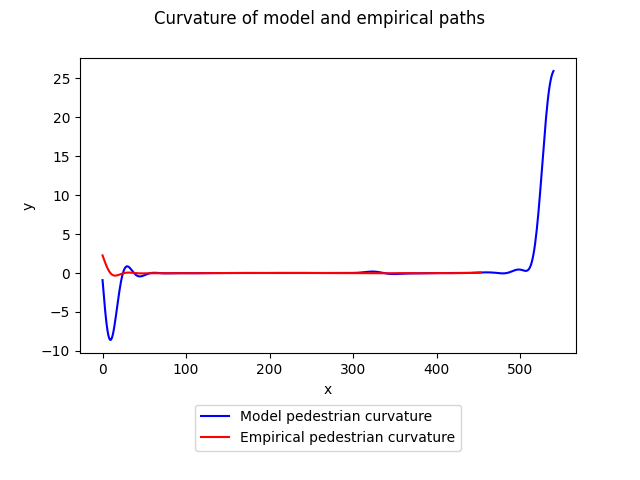 Curvature of model and empirical paths
25
20
15
10
5
0
−5
−10
y
0 100 200 300 400 500
x
Model pedestrian curvature
Empirical pedestrian curvature